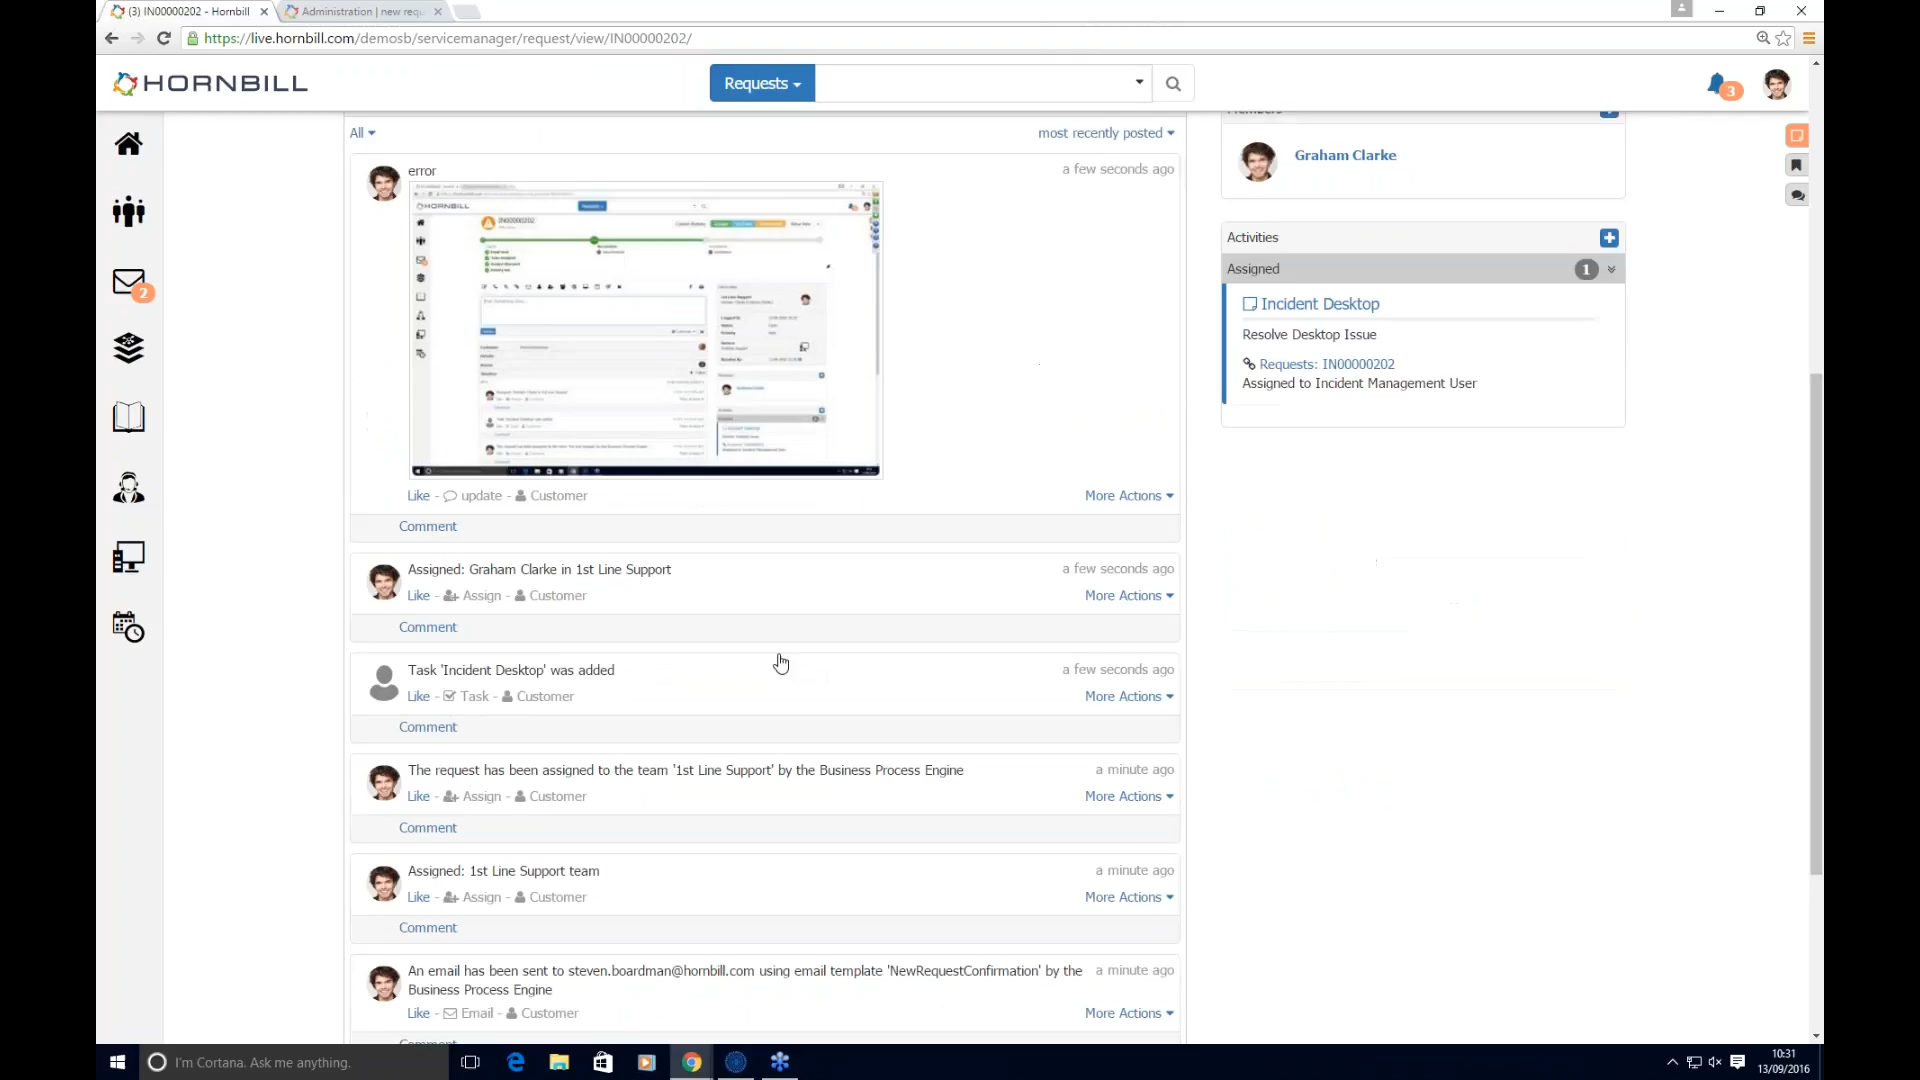 (3) IN00000202 - Hornbill
Administration | new requ
https://live.hornbill.com/demosb/servicemanager/request/view/IN00000202/
HORNBILL
Requests
3
Members
All
most recently posted
error
a few seconds ago
HORNBILL
IN00000202
Like - update - Customer
More Actions
Comment
Assigned: Graham Clarke in 1st Line Support
a few seconds ago
Like - Assign - Customer
More Actions
Comment
Task 'Incident Desktop' was added
a few seconds ago
Like - Task - Customer
More Actions
Comment
The request has been assigned to the team '1st Line Support' by the Business Process Engine
a minute ago
Like - Assign - Customer
More Actions
Comment
Assigned: 1st Line Support team
a minute ago
Like - Assign - Customer
More Actions
Comment
An email has been sent to steven.boardman@hornbill.com using email template 'NewRequestConfirmation' by the
Business Process Engine
a minute ago
Like - Email - Customer
More Actions
Comment
Graham Clarke
Activities
Assigned
1
Incident Desktop
Resolve Desktop Issue
Requests: IN00000202
Assigned to Incident Management User
2
I'm Cortana. Ask me anything.
10:31
13/09/2016